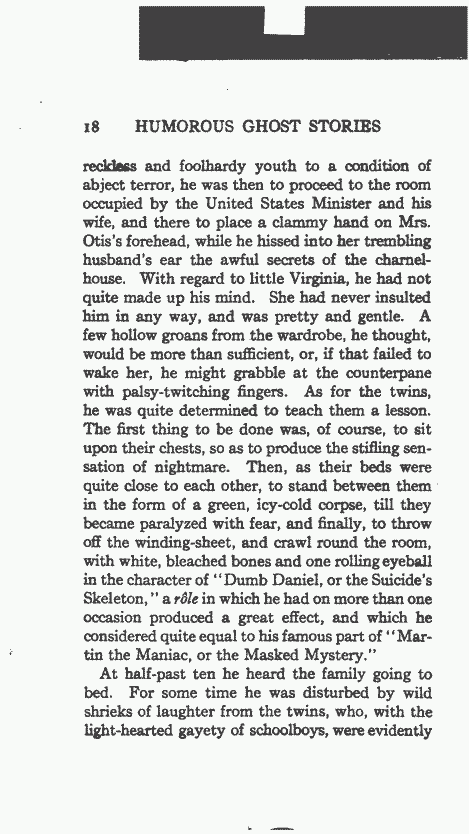 18 HUMOROUS GHOST STORIES
reckless and foolhardy youth to a condition of
abject terror, he was then to proceed to the room
occupied by the United States Minister and his
wife, and there to place a clammy hand on Mrs.
Otis's forehead, while he hissed into her trembling
husband's ear the awful secrets of the charnel-
house. With regard to little Virginia, he had not
quite made up his mind. She had never insulted
him in any way, and was pretty and gentle. A
few hollow groans from the wardrobe, he thought,
would be more than sufficient, or, if that failed to
wake her, he might grabble at the counterpane
with palsy-twitching fingers. As for the twins,
he was quite determined to teach them a lesson.
The first thing to be done was, of course, to sit
upon their chests, so as to produce the stifling sen-
sation of nightmare. Then, as their beds were
quite close to each other, to stand between them
in the form of a green, icy-cold corpse, till they
became paralyzed with fear, and finally, to throw
off the winding-sheet, and crawl round the room,
with white, bleached bones and one rolling eyeball
in the character of "Dumb Daniel, or the Suicide's
Skeleton," a rôle in which he had on more than one
occasion produced a great effect, and which he
considered quite equal to his famous part of "Mar-
tin the Maniac, or the Masked Mystery."
At half-past ten he heard the family going to
bed. For some time he was disturbed by wild
shrieks of laughter from the twins, who, with the
light-hearted gayety of schoolboys, were evidently